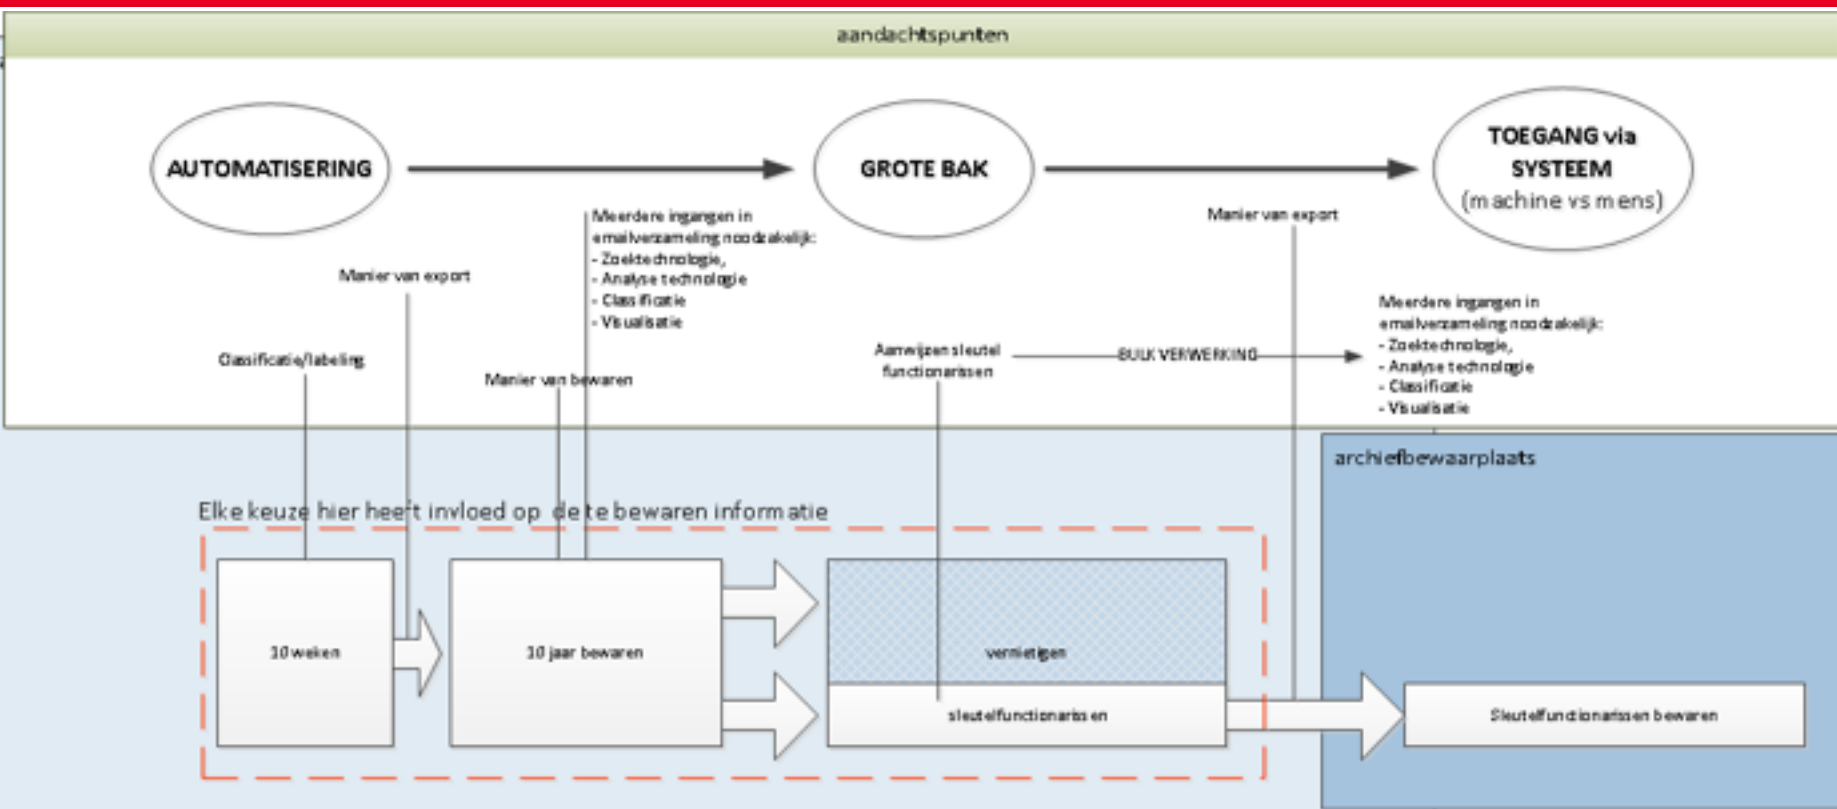 aandachtspunten
AUTOMATISERING
GROTE BAK
TOEGANG via
SYSTEEM
(machine vs mens)
Meerdere ingangen in
emailverzameling noodzakelijk:
- Zoektechnologie,
- Analyse technologie
- Classificatie
- Visualisatie
Manier van export
Manier van export
Classificatie/labeling
Manier van bewaren
Aanwijzen sleutel
functionarissen
BULK VERWERKING
Meerdere ingangen in
emailverzameling noodzakelijk:
- Zoektechnologie,
- Analyse technologie
- Classificatie
- Visualisatie
archiefbewaarplaats
Elke keuze hier heeft invloed op de te bewaren informatie
10 weken
10 jaar bewaren
vernietigen
sleutelfunctionarissen
Sleutelfunctionarissen bewaren